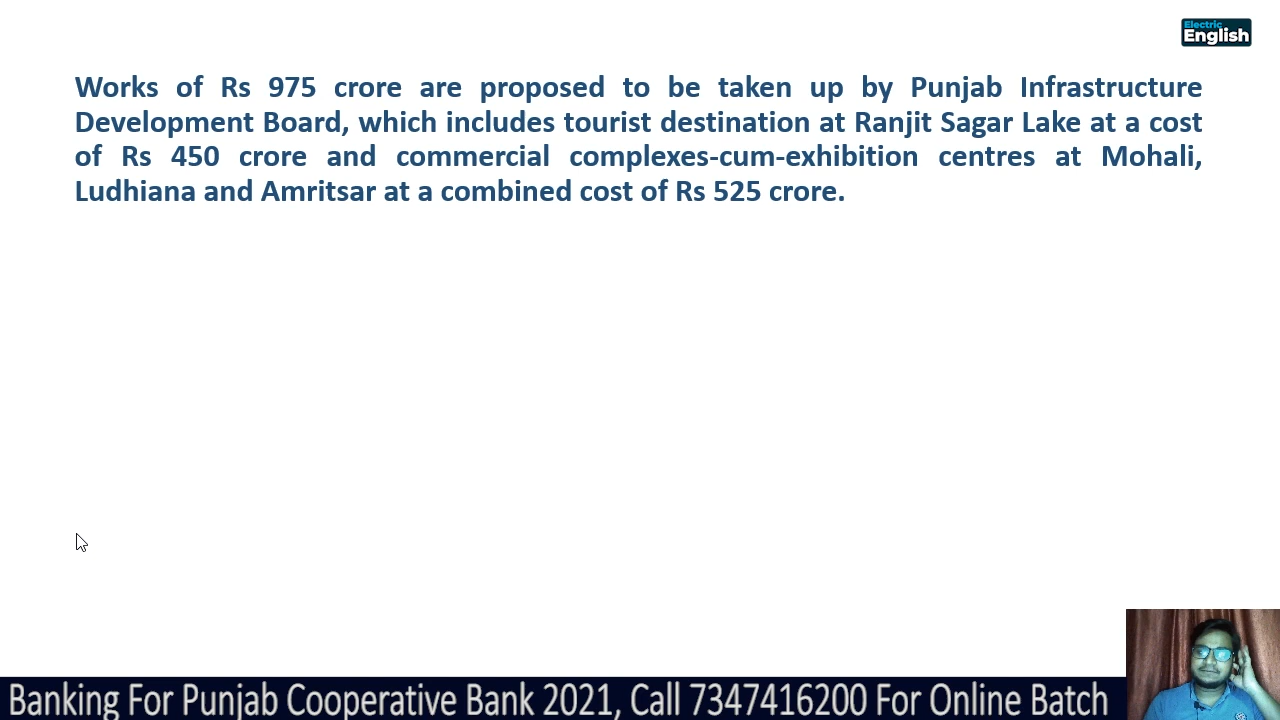 Electric
English
Works of Rs 975 crore are proposed to be taken up by Punjab Infrastructure
Development Board, which includes tourist destination at Ranjit Sagar Lake at a cost
of Rs 450 crore and commercial complexes-cum-exhibition centres at Mohali,
Ludhiana and Amritsar at a combined cost of Rs 525 crore.
Banking For Punjab Cooperative Bank 2021, Call 7347416200 For Online Batch